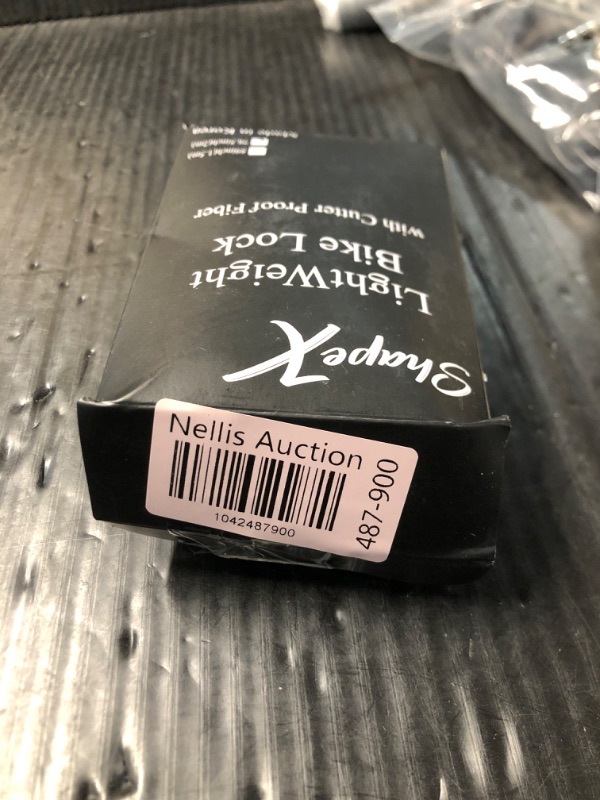 ShapeX
LightWeight
Bike Lock
with Cutter Proof Fiber
Nellis Auction
1042487900
487-900